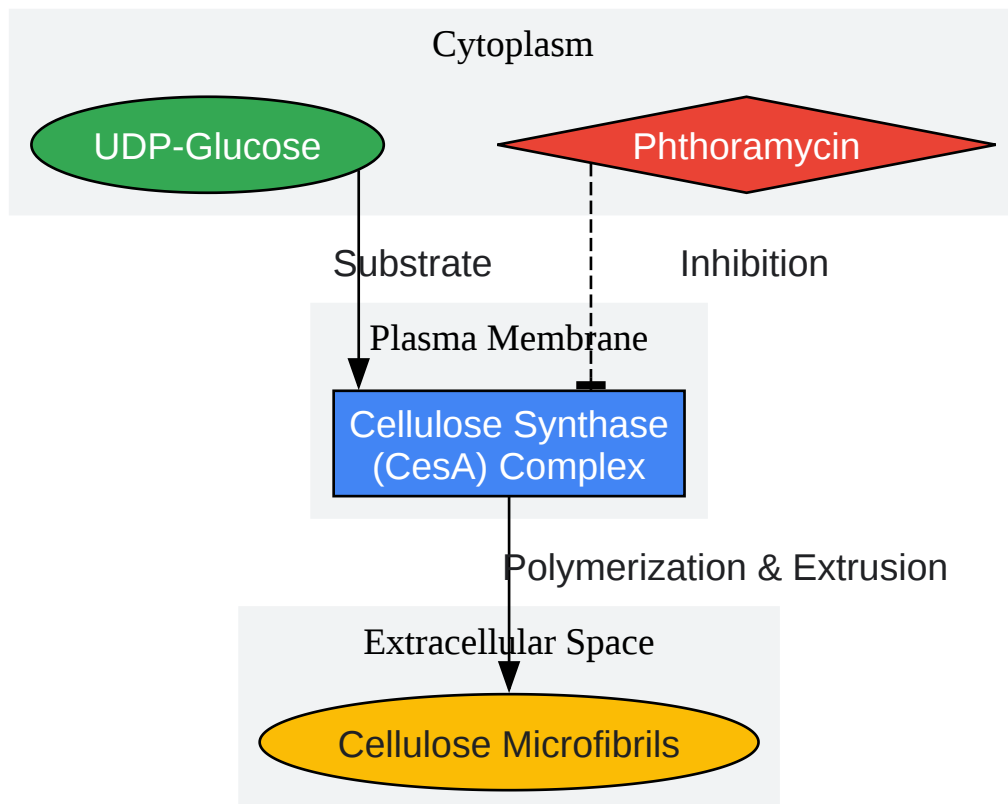 Cytoplasm
UDP-Glucose
Phthoramycin
Substrate
Inhibition
Plasma Membrane
Cellulose Synthase
(CesA) Complex
Polymerization & Extrusion
Extracellular Space
Cellulose Microfibrils